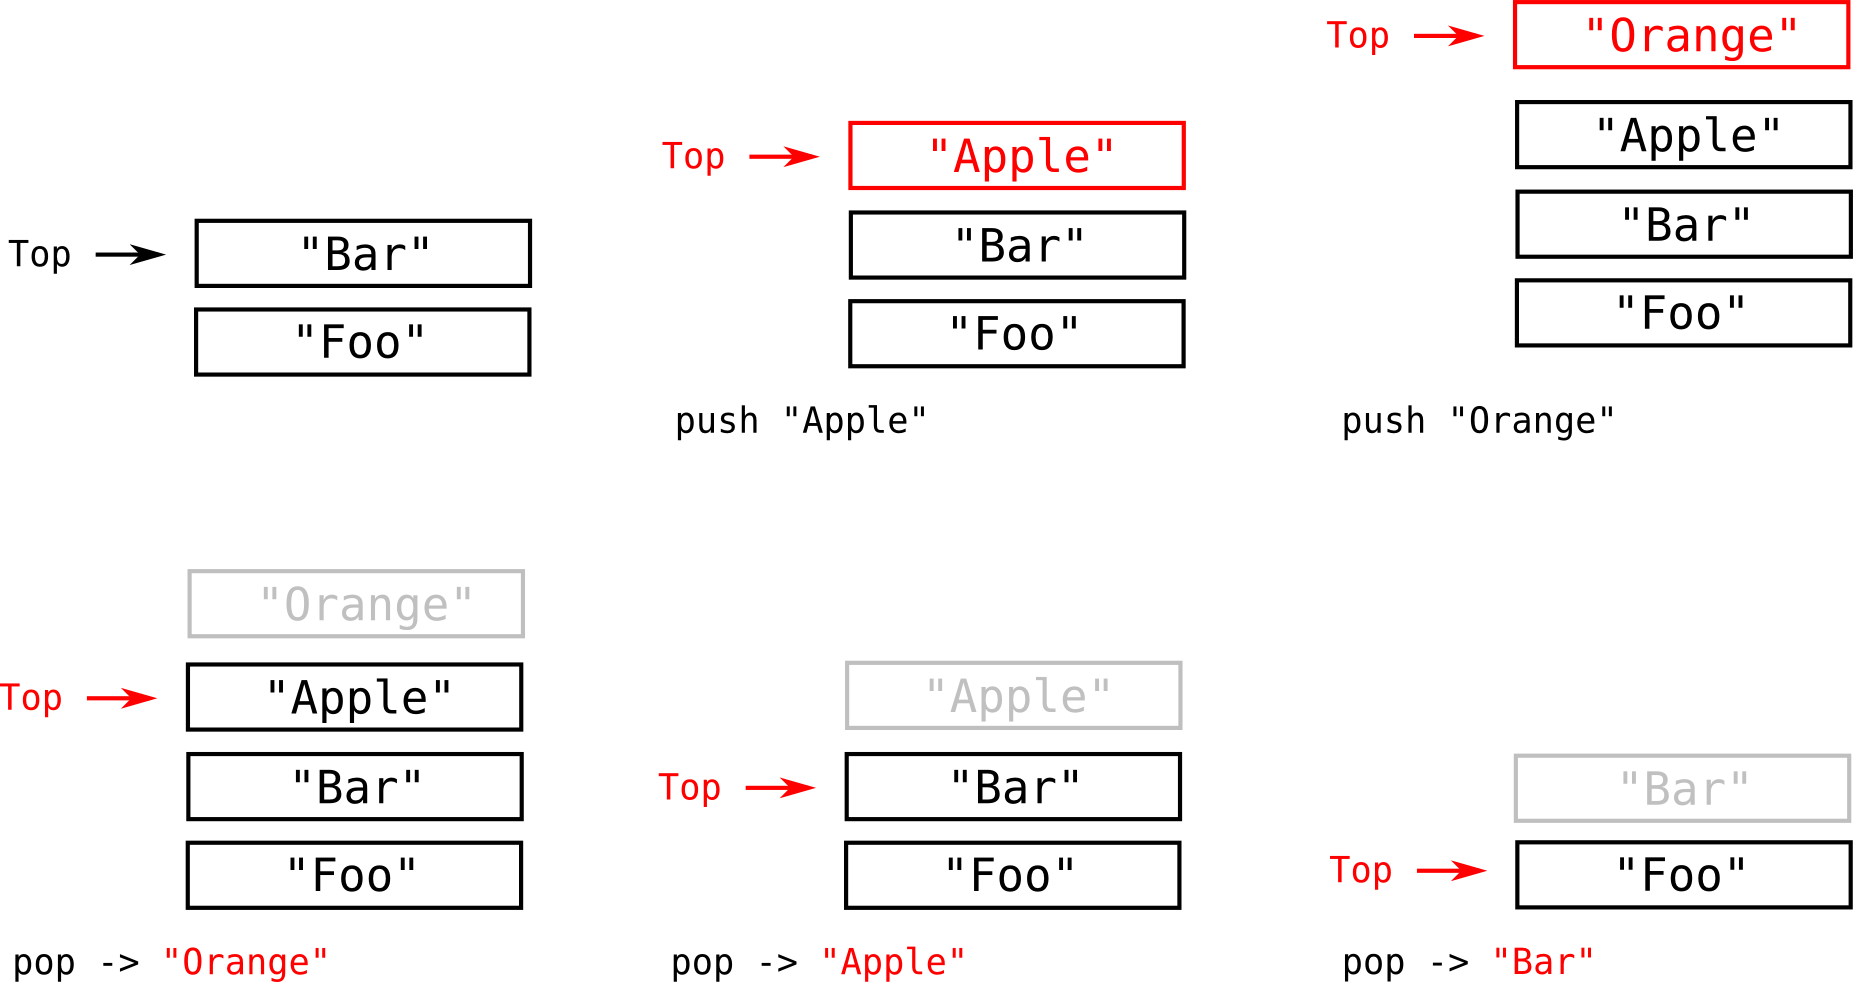 Top
"Bar"
"Foo"
Top
"Apple"
"Bar"
"Foo"
push "Apple"
Top
"Orange"
"Apple"
"Bar"
"Foo"
push "Orange"
"Orange"
Top
"Apple"
"Bar"
"Foo"
pop -> "Orange"
"Apple"
Top
"Bar"
"Foo"
pop -> "Apple"
"Bar"
Top
"Foo"
pop -> "Bar"